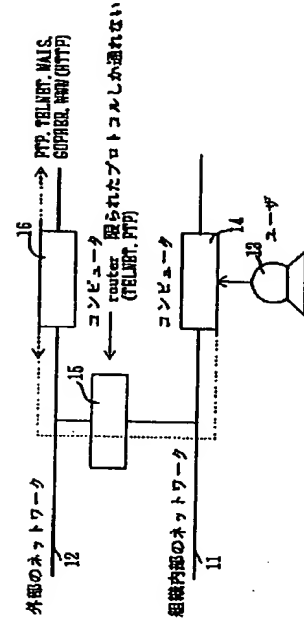 外部のネットワーク
12
16
FTP. TELNET. WAIS.
GOPHER. WWW(HTTP)
コンピュータ
router 限られたプロトコルしか通れない
(TELNET. FTP)
15
組織内部のネットワーク
11
コンピュータ
14
13
ユーザ